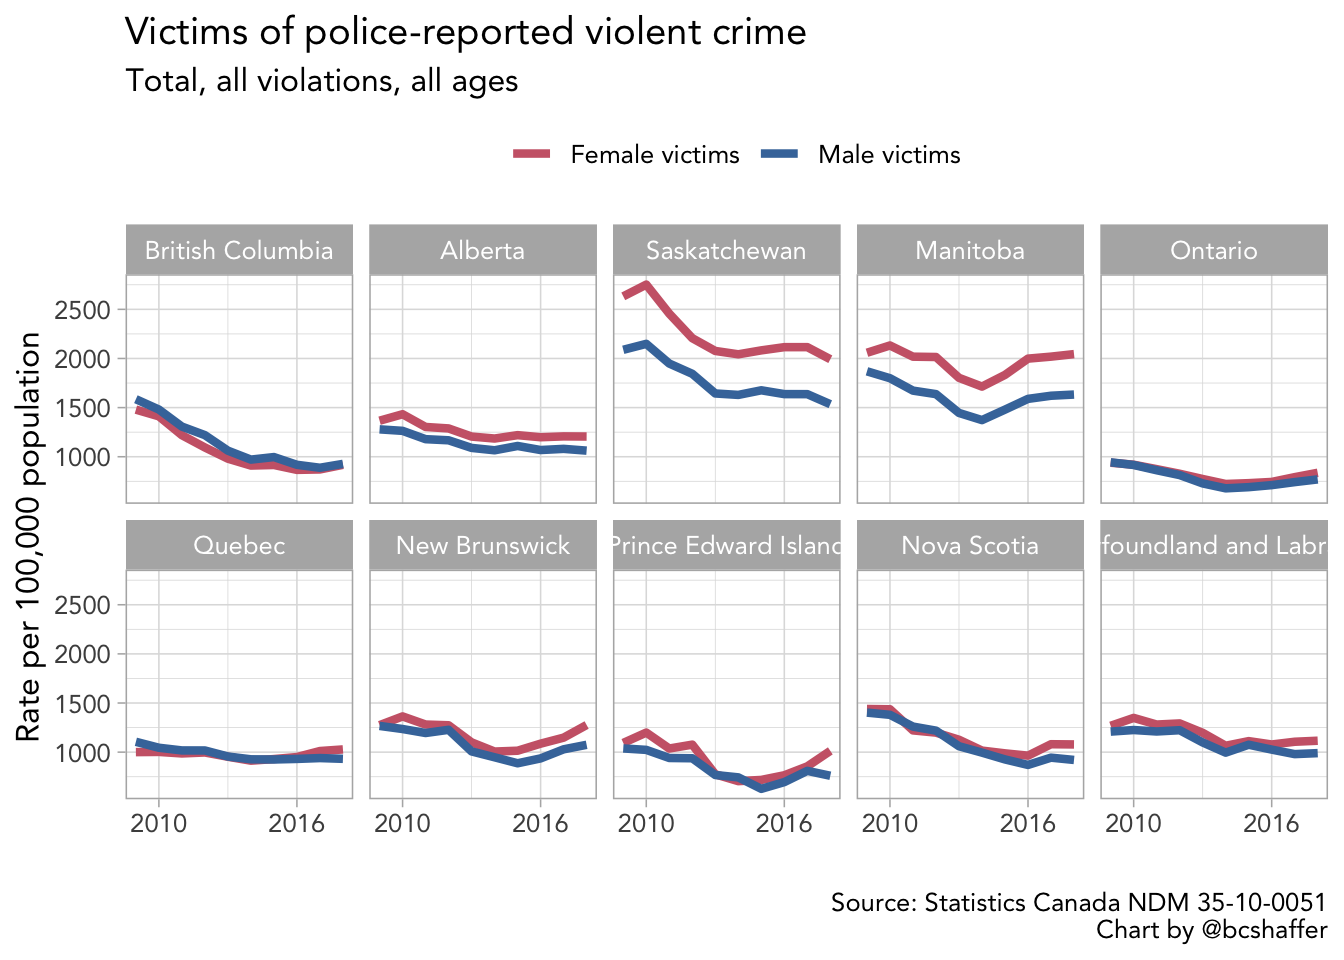 Victims of police-reported violent crime
Total, all violations, all ages
Female victims Male victims
British Columbia Alberta Saskatchewan Manitoba Ontario
2500
2000
1500
1000
Rate per 100,000 population
Quebec New Brunswick Prince Edward Island Nova Scotia foundland and Labr
2500
2000
1500
1000
2010 2016 2010 2016 2010 2016 2010 2016 2010 2016
Source: Statistics Canada NDM 35-10-0051
Chart by @bcshaffer